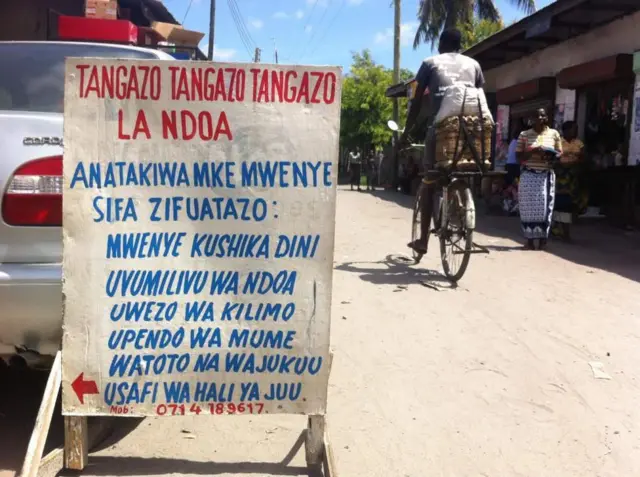 TANGAZO TANGAZO TANGAZO
LA NDOA
ANATAKIWA MKE MWENYE
SIFA ZIFUATAZO:
MWENYE KUSHIKA DINI
UVUMILIVU WA NDOA
UWEZO WA KILIMO
UPENDO WA MUME
WATOTO NA WAJUKUU
USAFI WA HALI YA JUU.
Mob: 0714 189617